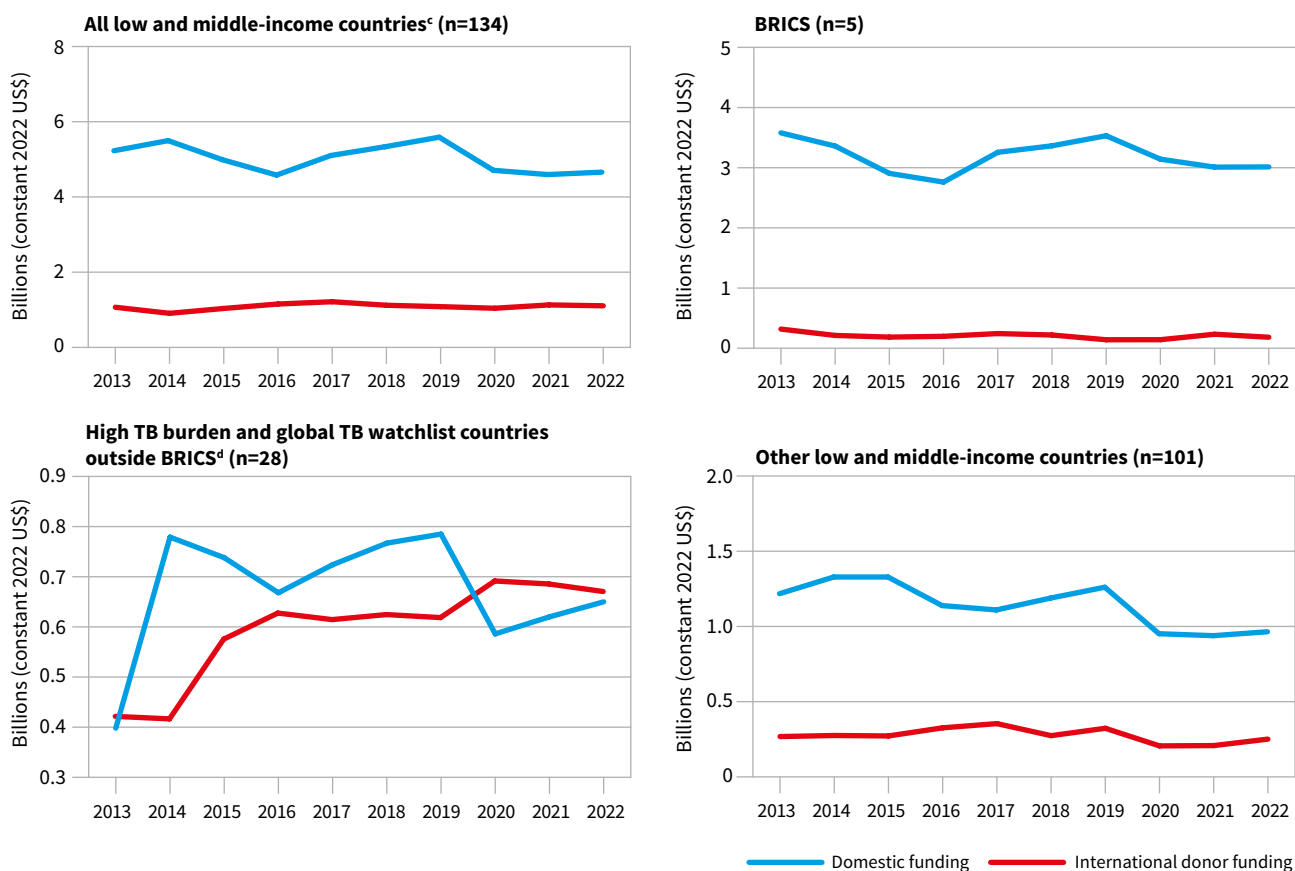 All low and middle-income countriesᶜ (n=134)
Billions (constant 2022 US$)
8
6
4
2
0
2013 2014 2015 2016 2017 2018 2019 2020 2021 2022
BRICS (n=5)
Billions (constant 2022 US$)
5
4
3
2
1
0
2013 2014 2015 2016 2017 2018 2019 2020 2021 2022
High TB burden and global TB watchlist countries
outside BRICSᵈ (n=28)
Billions (constant 2022 US$)
0.9
0.8
0.7
0.6
0.5
0.4
0.3
2013 2014 2015 2016 2017 2018 2019 2020 2021 2022
Other low and middle-income countries (n=101)
Billions (constant 2022 US$)
2.0
1.5
1.0
0.5
0
2013 2014 2015 2016 2017 2018 2019 2020 2021 2022
Domestic funding International donor funding